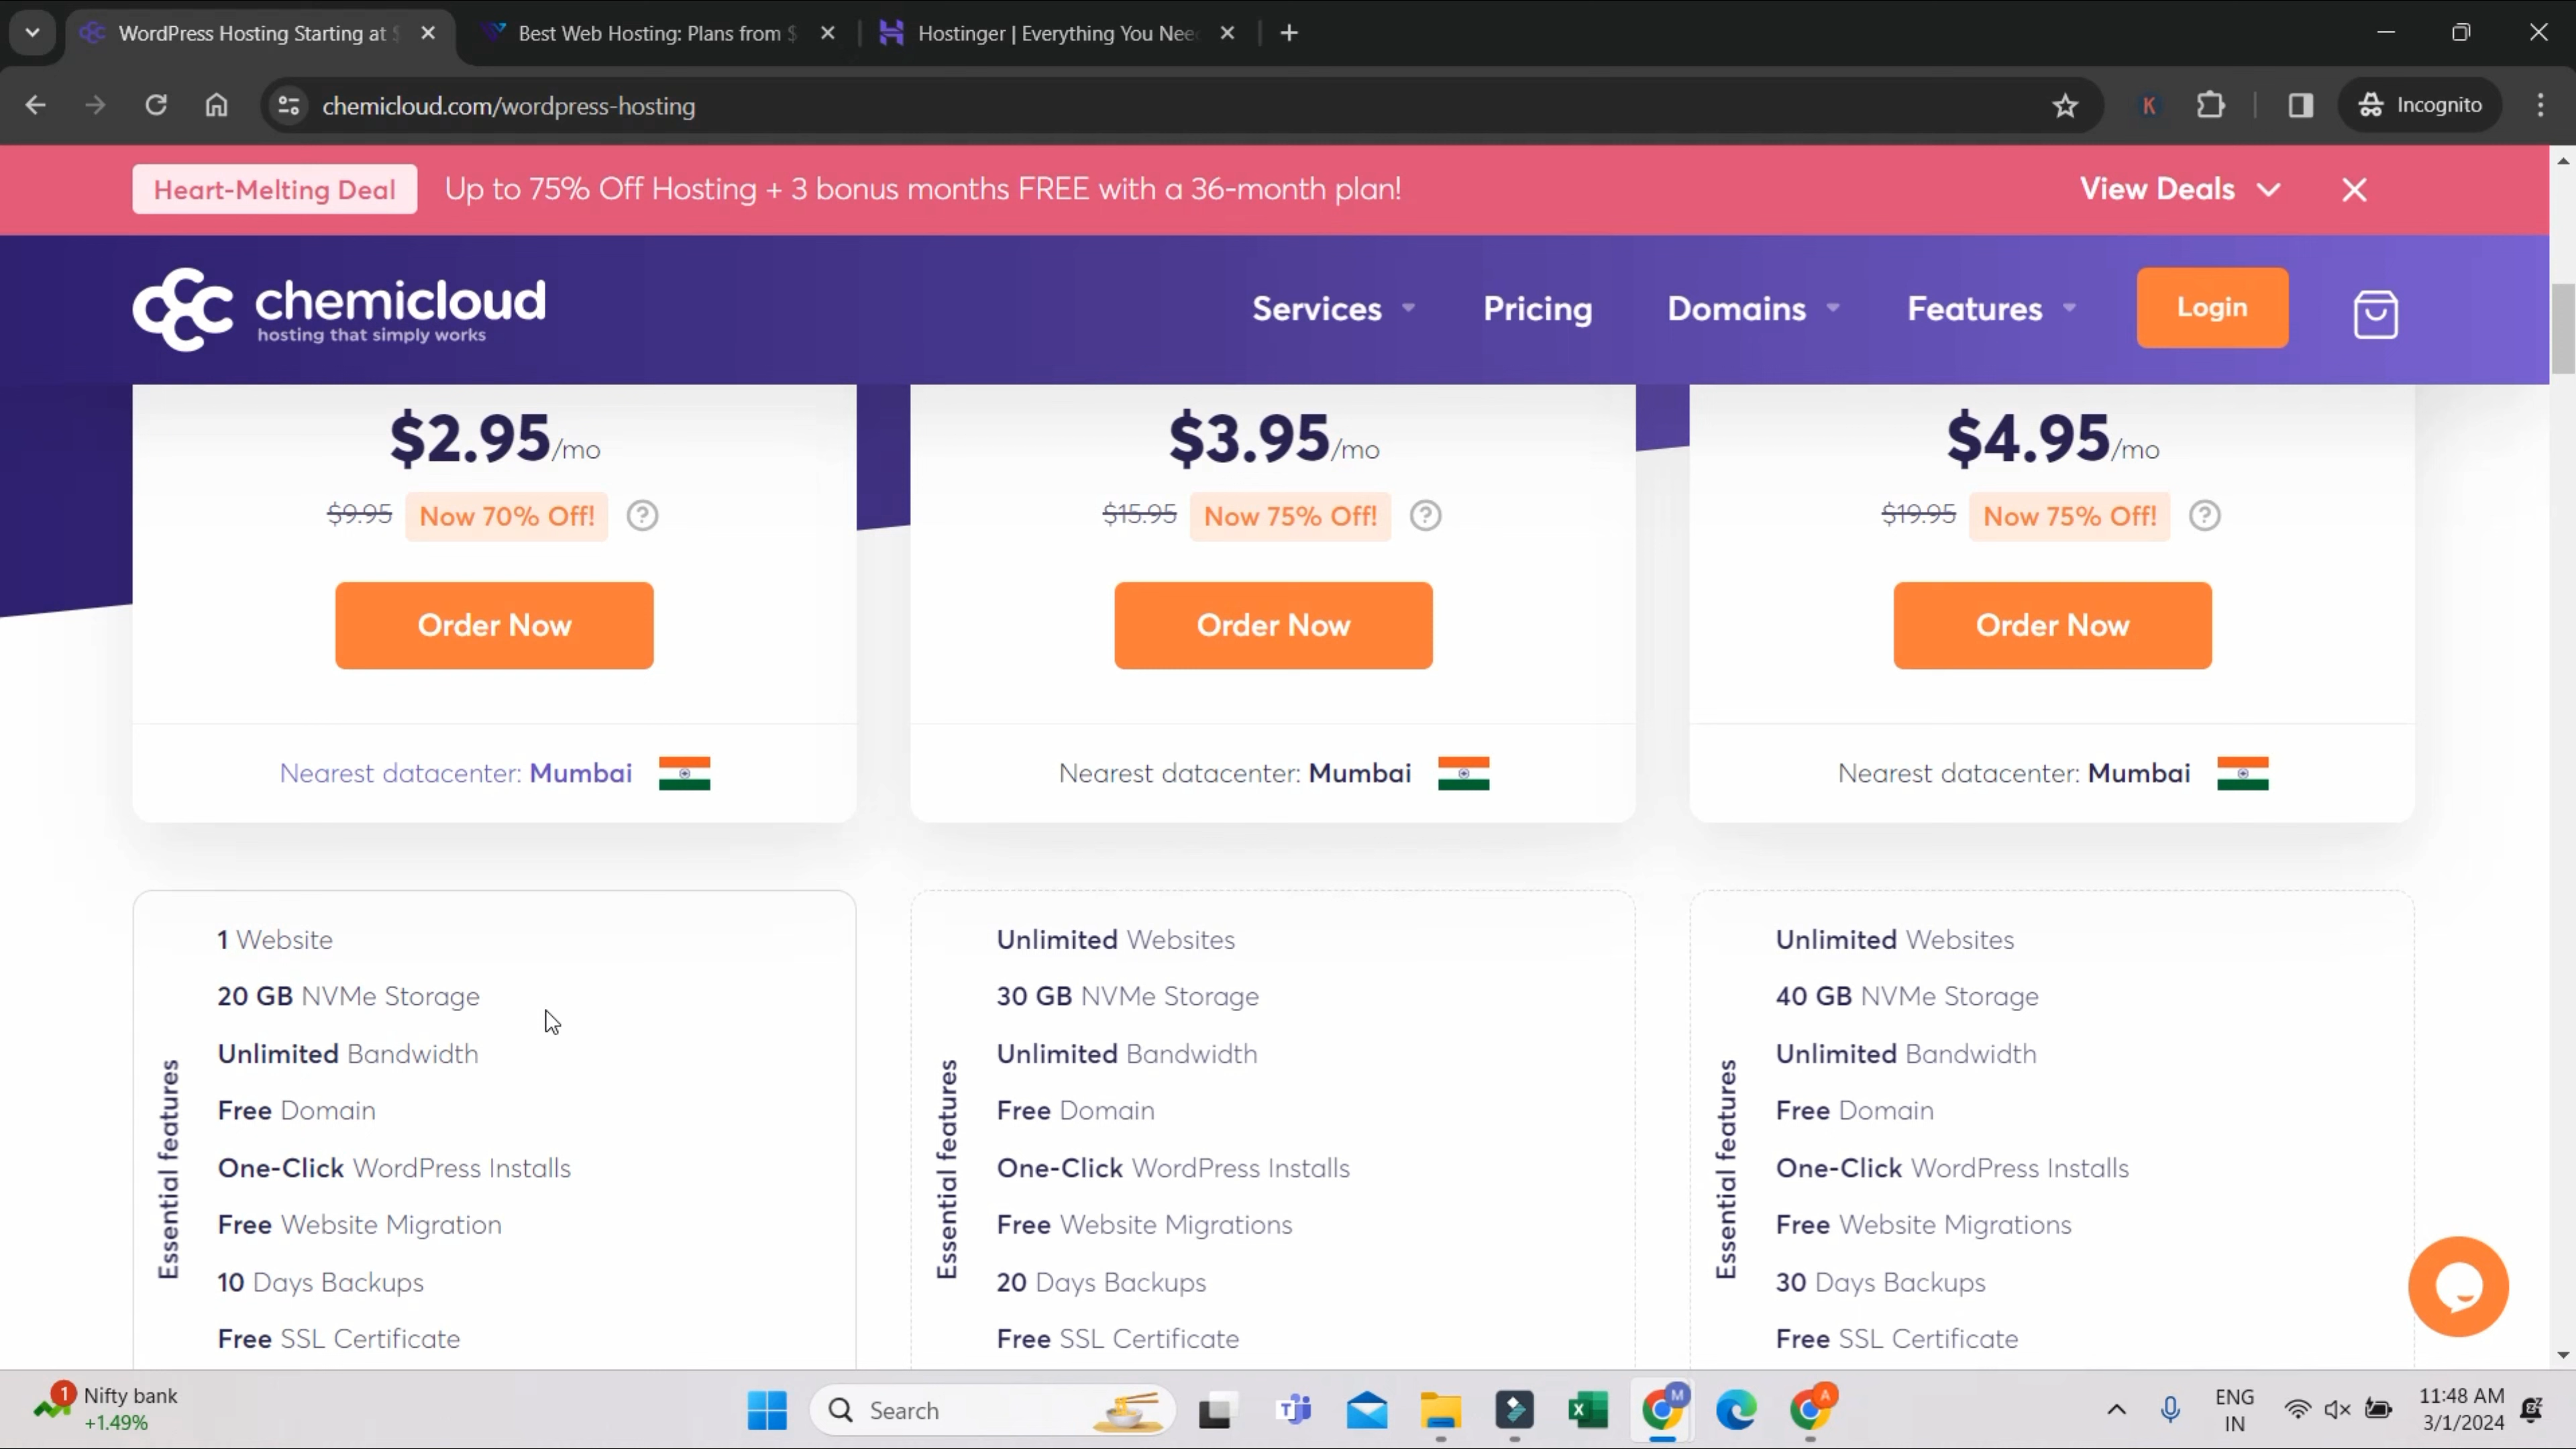 WordPress Hosting Starting at $
Best Web Hosting: Plans from $
Hostinger | Everything You Nee
chemicloud.com/wordpress-hosting
K
Incognito
Heart-Melting Deal
Up to 75% Off Hosting + 3 bonus months FREE with a 36-month plan!
View Deals
chemicloud
hosting that simply works
Services
Pricing
Domains
Features
Login
$2.95/mo
$9.95 Now 70% Off! ?
Order Now
Nearest datacenter: Mumbai
$3.95/mo
$15.95 Now 75% Off! ?
Order Now
Nearest datacenter: Mumbai
$4.95/mo
$19.95 Now 75% Off! ?
Order Now
Nearest datacenter: Mumbai
Essential features
1 Website
20 GB NVMe Storage
Unlimited Bandwidth
Free Domain
One-Click WordPress Installs
Free Website Migration
10 Days Backups
Free SSL Certificate
Essential features
Unlimited Websites
30 GB NVMe Storage
Unlimited Bandwidth
Free Domain
One-Click WordPress Installs
Free Website Migrations
20 Days Backups
Free SSL Certificate
Essential features
Unlimited Websites
40 GB NVMe Storage
Unlimited Bandwidth
Free Domain
One-Click WordPress Installs
Free Website Migrations
30 Days Backups
Free SSL Certificate
1
Nifty bank
+1.49%
Search
M
A
ENG
IN
11:48 AM
3/1/2024